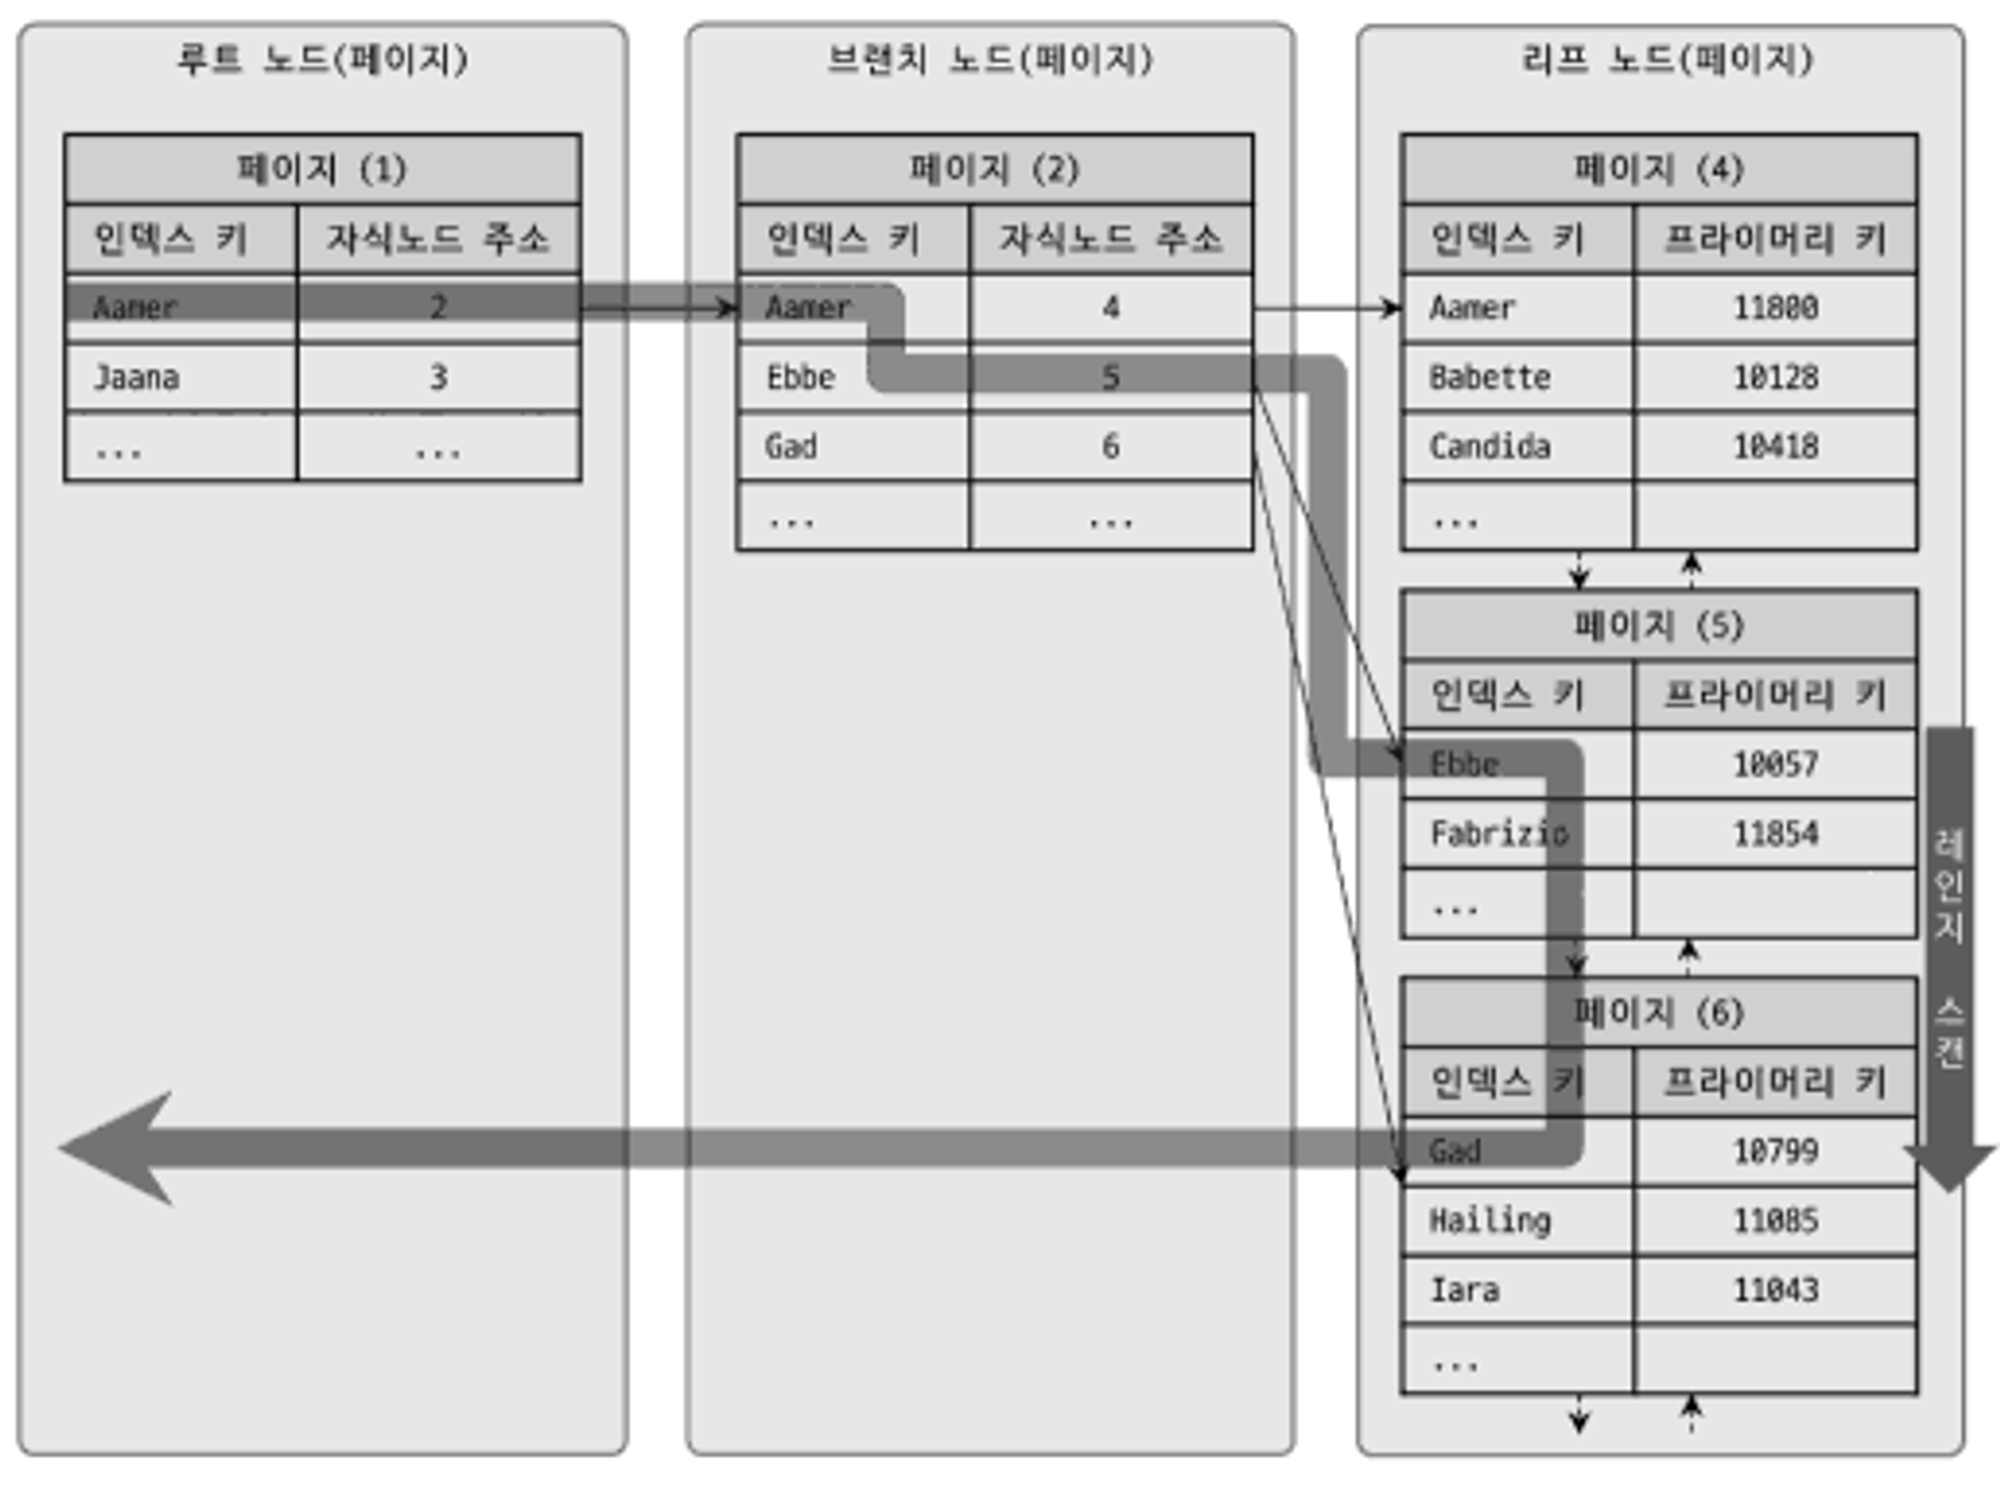 루트 노드(페이지)
페이지 (1)
인덱스 키 자식노드 주소
Aamer 2
Jaana 3
... ...
브랜치 노드(페이지)
페이지 (2)
인덱스 키 자식노드 주소
Aamer 4
Ebbe 5
Gad 6
... ...
리프 노드(페이지)
페이지 (4)
인덱스 키 프라이머리 키
Aamer 11800
Babette 10128
Candida 10418
...
페이지 (5)
인덱스 키 프라이머리 키
Ebbe 10057
Fabrizio 11854
...
페이지 (6)
인덱스 키 프라이머리 키
Gad 10799
Hailing 11085
Iara 11043
...
레인지 스캔